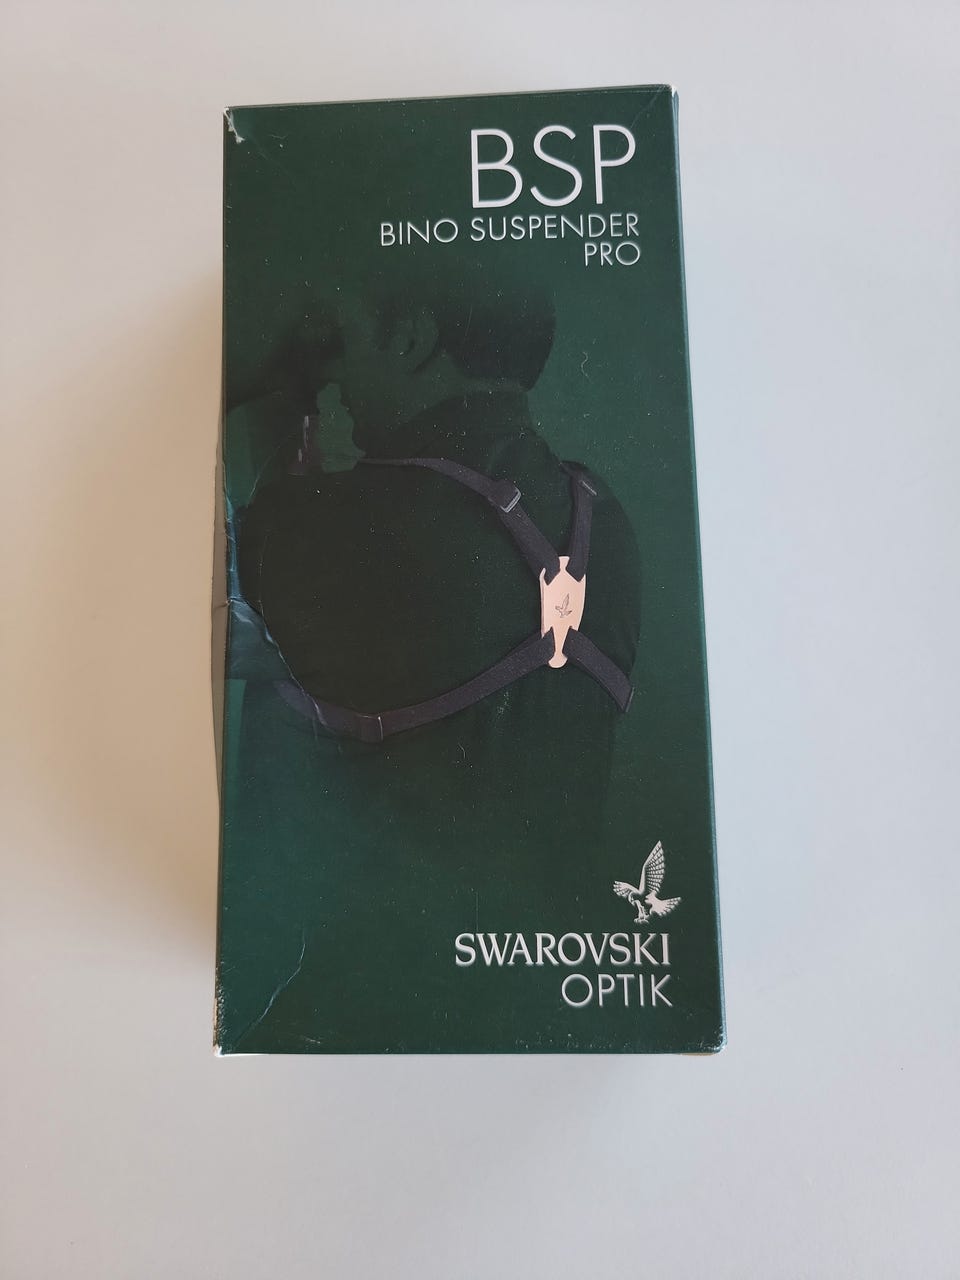 BSP
BINO SUSPENDER
PRO
SWAROVSKI
OPTIK